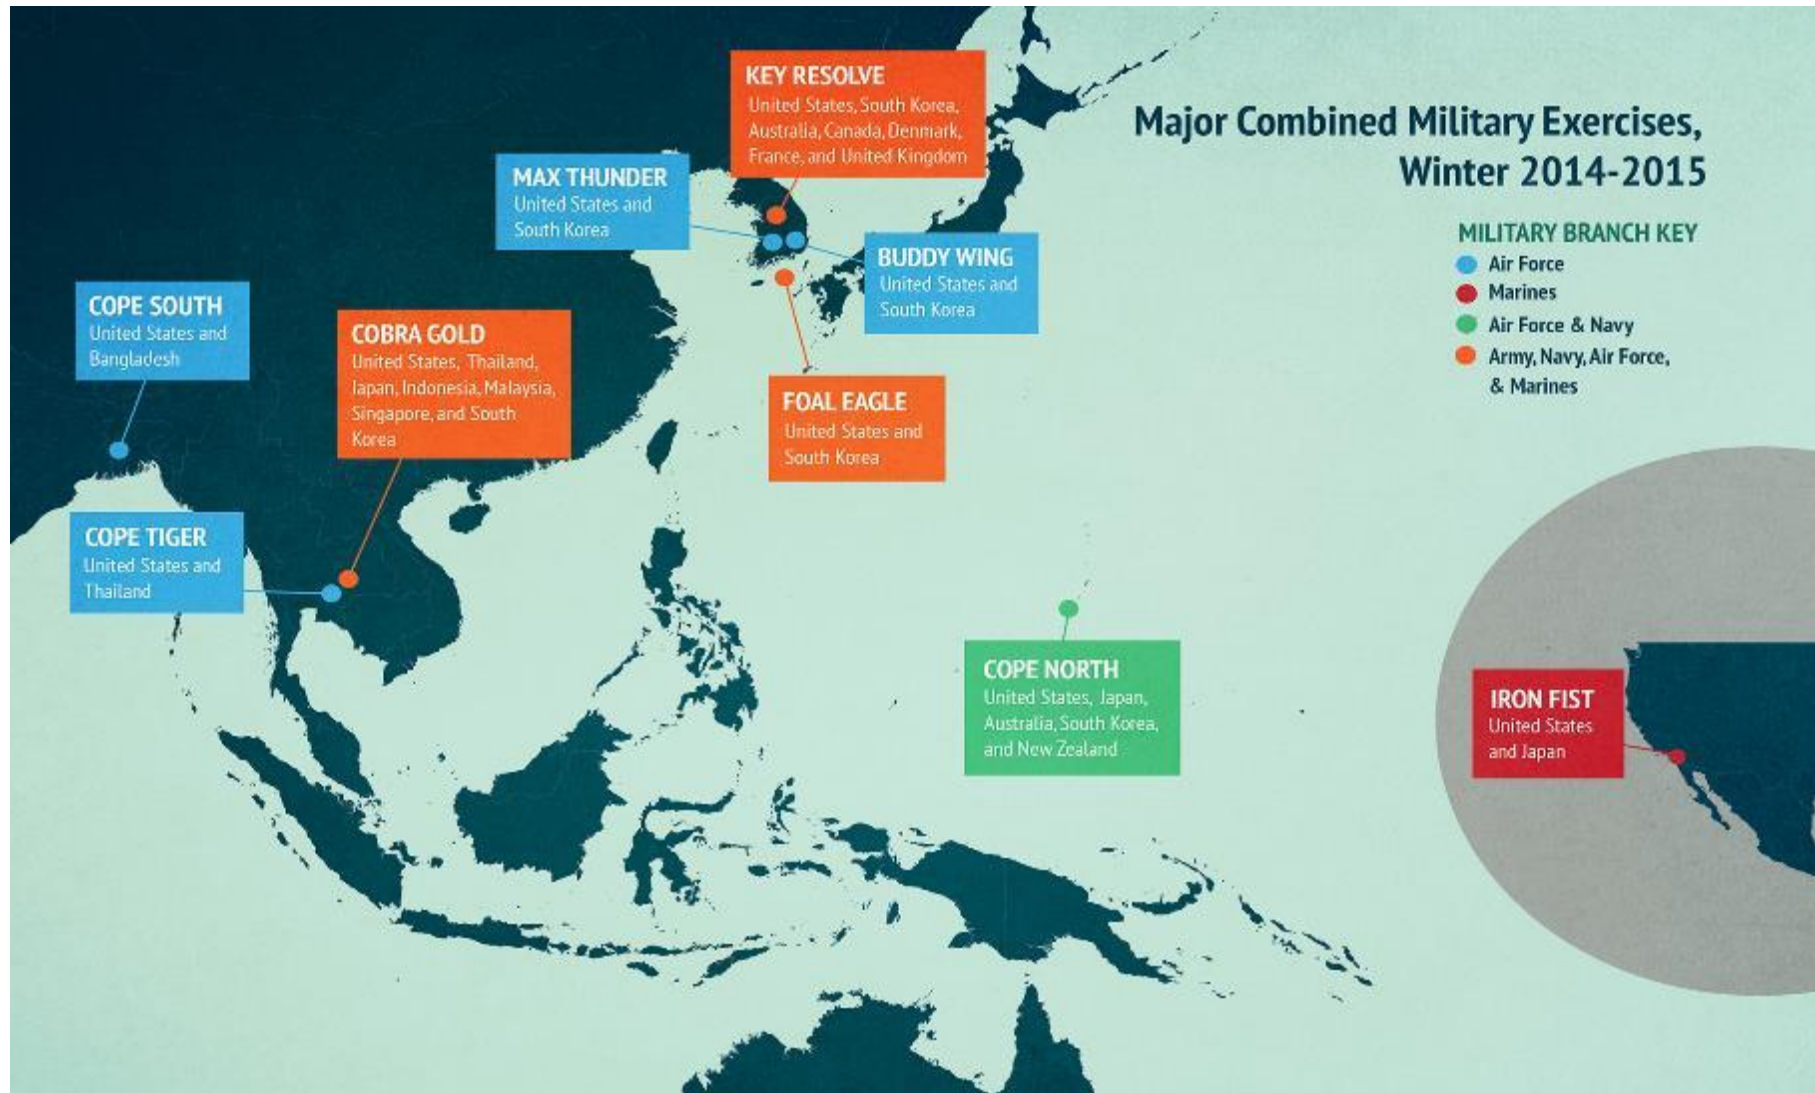 KEY RESOLVE
United States, South Korea,
Australia, Canada, Denmark,
France, and United Kingdom
Major Combined Military Exercises,
Winter 2014-2015
MAX THUNDER
United States and
South Korea
MILITARY BRANCH KEY
Air Force
Marines
Air Force & Navy
Army, Navy, Air Force,
& Marines
BUDDY WING
United States and
South Korea
COPE SOUTH
United States and
Bangladesh
COBRA GOLD
United States, Thailand,
Japan, Indonesia, Malaysia,
Singapore, and South
Korea
FOAL EAGLE
United States and
South Korea
COPE TIGER
United States and
Thailand
COPE NORTH
United States, Japan,
Australia, South Korea,
and New Zealand
IRON FIST
United States
and Japan